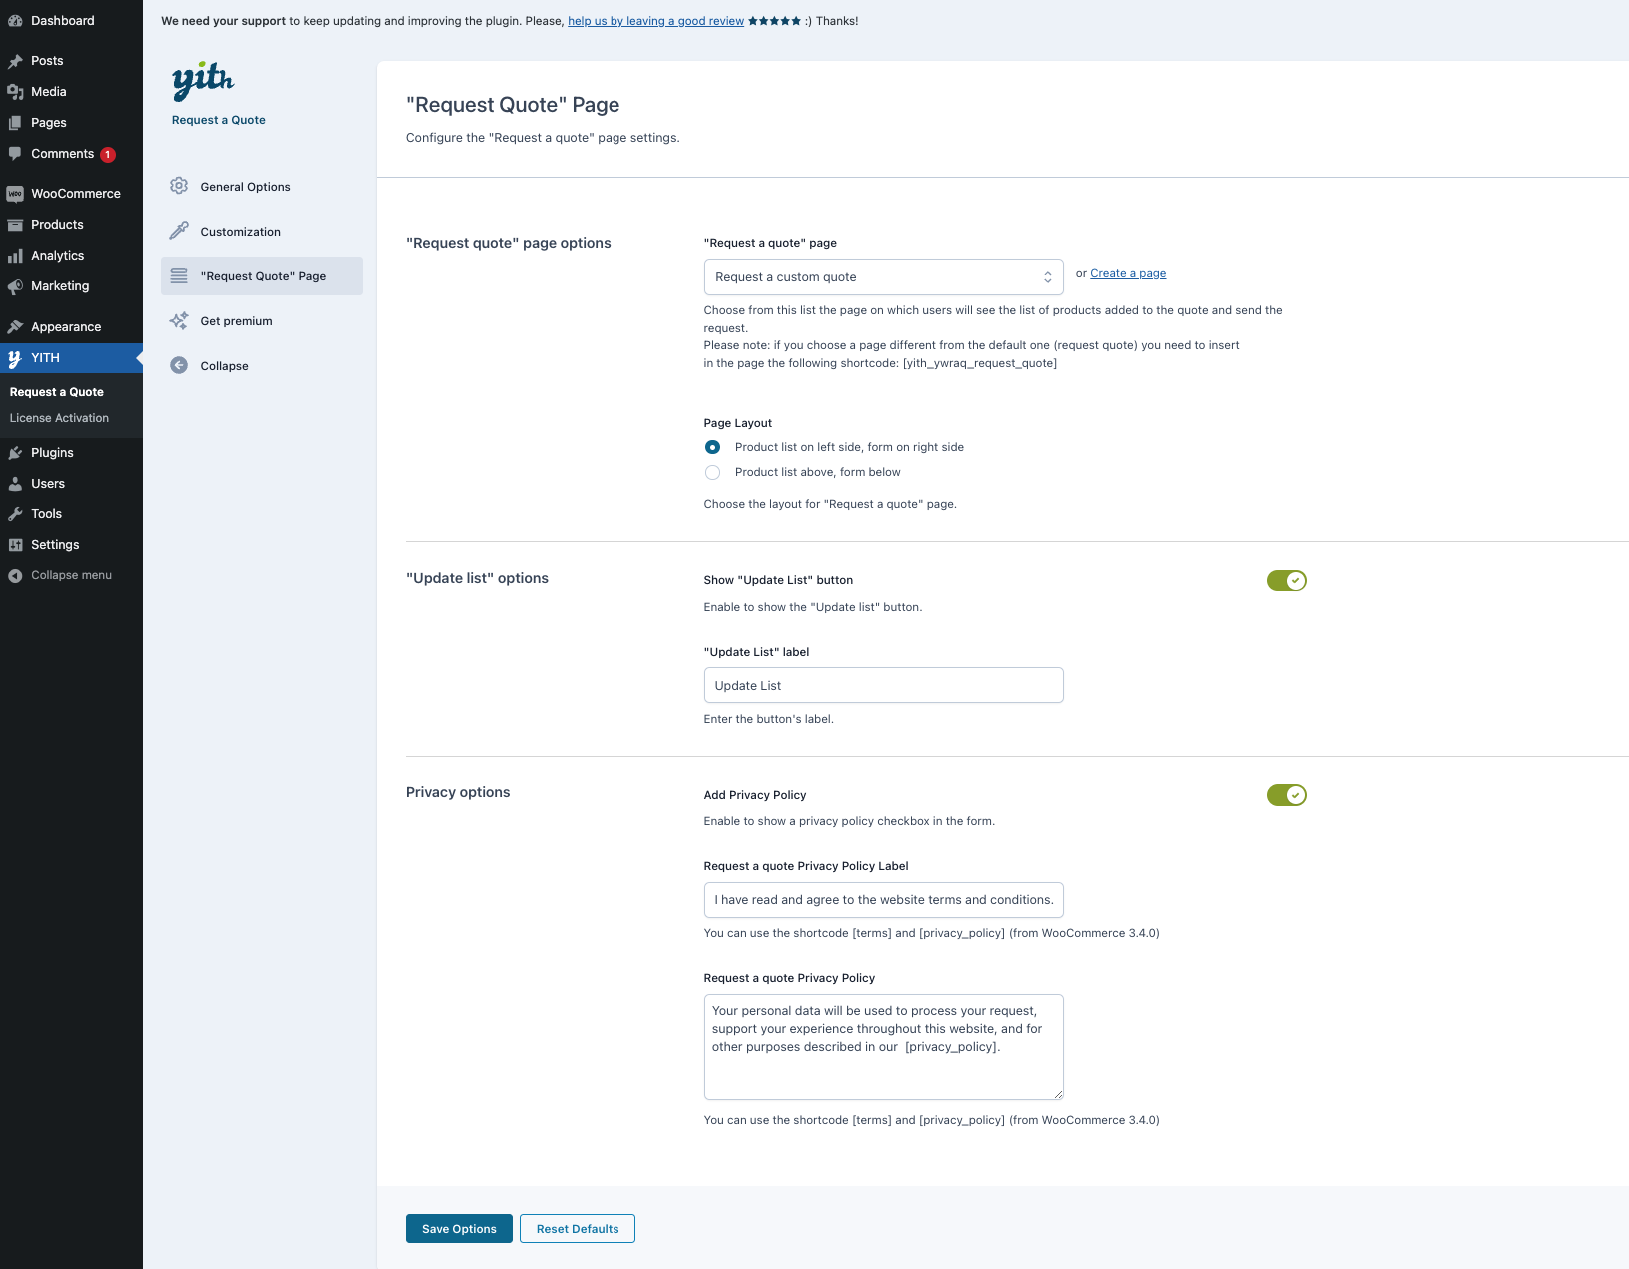 We need your support to keep updating and improving the plugin. Please, help us by leaving a good review ★★★★★ :) Thanks!
Dashboard
Posts
Media
Pages
Comments 1
WooCommerce
Products
Analytics
Marketing
Appearance
YITH
Request a Quote
License Activation
Plugins
Users
Tools
Settings
Collapse menu
yith
Request a Quote
General Options
Customization
"Request Quote" Page
Get premium
Collapse
"Request Quote" Page
Configure the "Request a quote" page settings.
"Request quote" page options
"Request a quote" page
Request a custom quote
or Create a page
Choose from this list the page on which users will see the list of products added to the quote and send the
request.
Please note: if you choose a page different from the default one (request quote) you need to insert
in the page the following shortcode: [yith_ywraq_request_quote]
Page Layout
Product list on left side, form on right side
Product list above, form below
Choose the layout for "Request a quote" page.
"Update list" options
Show "Update List" button
Enable to show the "Update list" button.
"Update List" label
Update List
Enter the button's label.
Privacy options
Add Privacy Policy
Enable to show a privacy policy checkbox in the form.
Request a quote Privacy Policy Label
I have read and agree to the website terms and conditions.
You can use the shortcode [terms] and [privacy_policy] (from WooCommerce 3.4.0)
Request a quote Privacy Policy
Your personal data will be used to process your request,
support your experience throughout this website, and for
other purposes described in our  [privacy_policy].
You can use the shortcode [terms] and [privacy_policy] (from WooCommerce 3.4.0)
Save Options
Reset Defaults